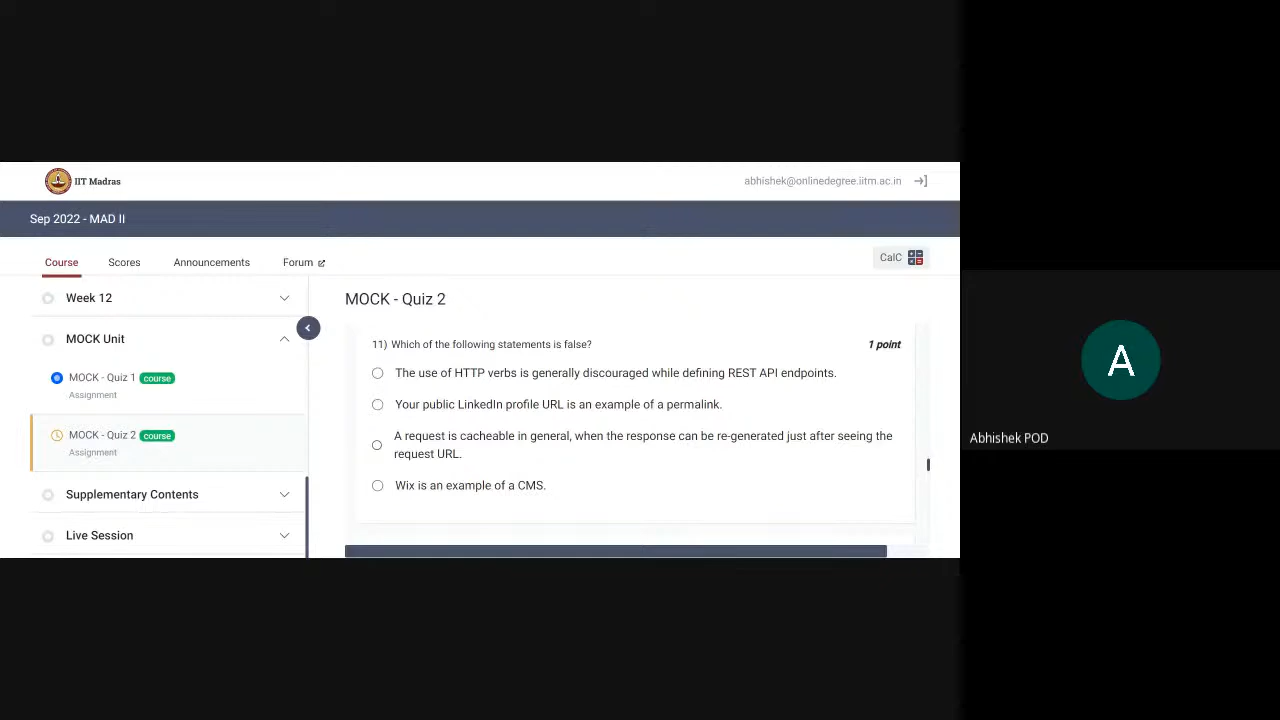 IIT Madras
abhishek@onlinedegree.iitm.ac.in
Sep 2022 - MAD II
Course Scores Announcements Forum
CalC
Week 12
MOCK Unit
MOCK - Quiz 1 course
Assignment
MOCK - Quiz 2 course
Assignment
Supplementary Contents
Live Session
MOCK - Quiz 2
11) Which of the following statements is false? 1 point
The use of HTTP verbs is generally discouraged while defining REST API endpoints.
Your public LinkedIn profile URL is an example of a permalink.
A request is cacheable in general, when the response can be re-generated just after seeing the
request URL.
Wix is an example of a CMS.
A
Abhishek POD